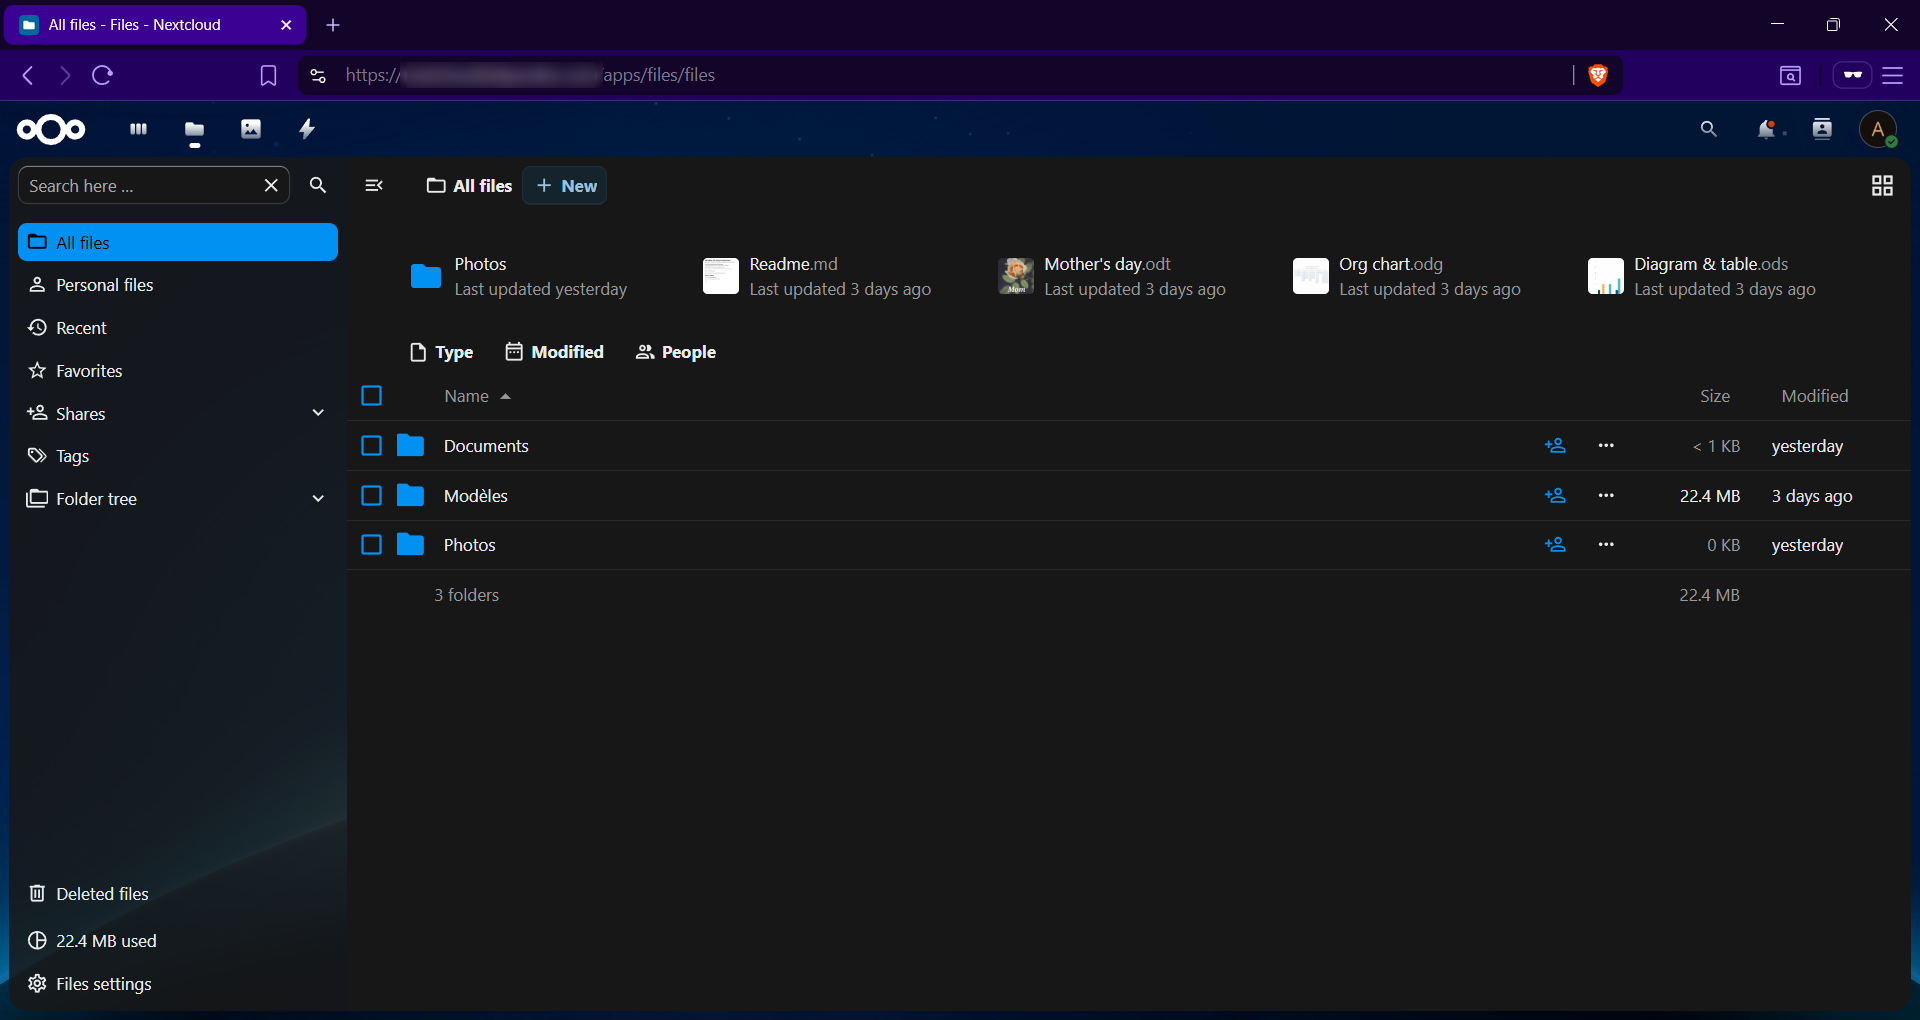 All files - Files - Nextcloud
https:// apps/files/files
A
Search here ...
All files
New
All files
Personal files
Recent
Favorites
Shares
Tags
Folder tree
Photos
Last updated yesterday
Readme.md
Last updated 3 days ago
Mother's day.odt
Last updated 3 days ago
Org chart.odg
Last updated 3 days ago
Diagram & table.ods
Last updated 3 days ago
Type
Modified
People
Name
Size
Modified
Documents
< 1 KB
yesterday
Modèles
22.4 MB
3 days ago
Photos
0 KB
yesterday
3 folders
22.4 MB
Deleted files
22.4 MB used
Files settings